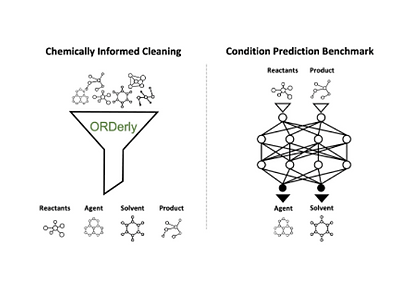 Chemically Informed Cleaning
ORDerly
Reactants Agent Solvent Product
Condition Prediction Benchmark
Reactants Product
Agent Solvent